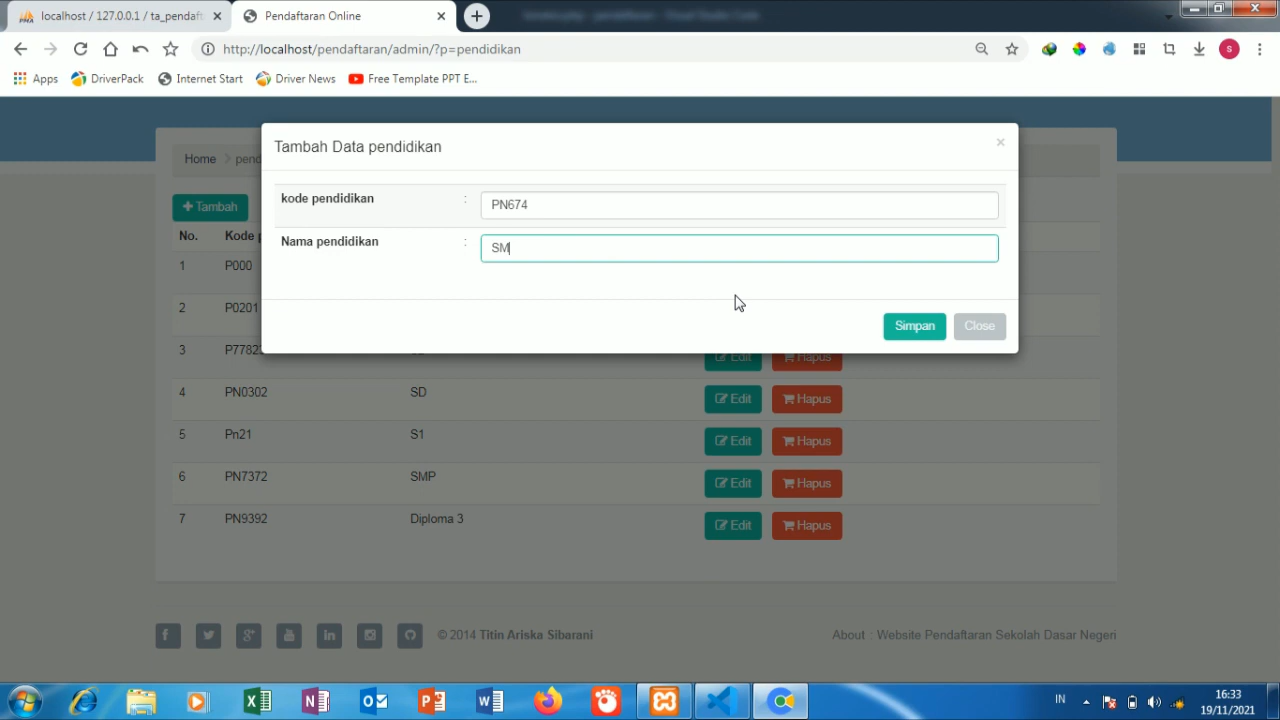 localhost / 127.0.0.1 / ta_pendaft
Pendaftaran Online
http://localhost/pendaftaran/admin/?p=pendidikan
S
Apps
DriverPack
Internet Start
Driver News
Free Template PPT E...
Tambah Data pendidikan
×
Home
pend
kode pendidikan : PN674
Tambah
Nama pendidikan : SM
No. Kode p
1 P000
2 P0201
Simpan Close
3 P7782
Edit Hapus
4 PN0302 SD Edit Hapus
5 Pn21 S1 Edit Hapus
6 PN7372 SMP Edit Hapus
7 PN9392 Diploma 3 Edit Hapus
© 2014 Titin Ariska Sibarani
About : Website Pendaftaran Sekolah Dasar Negeri
IN
16:33
19/11/2021